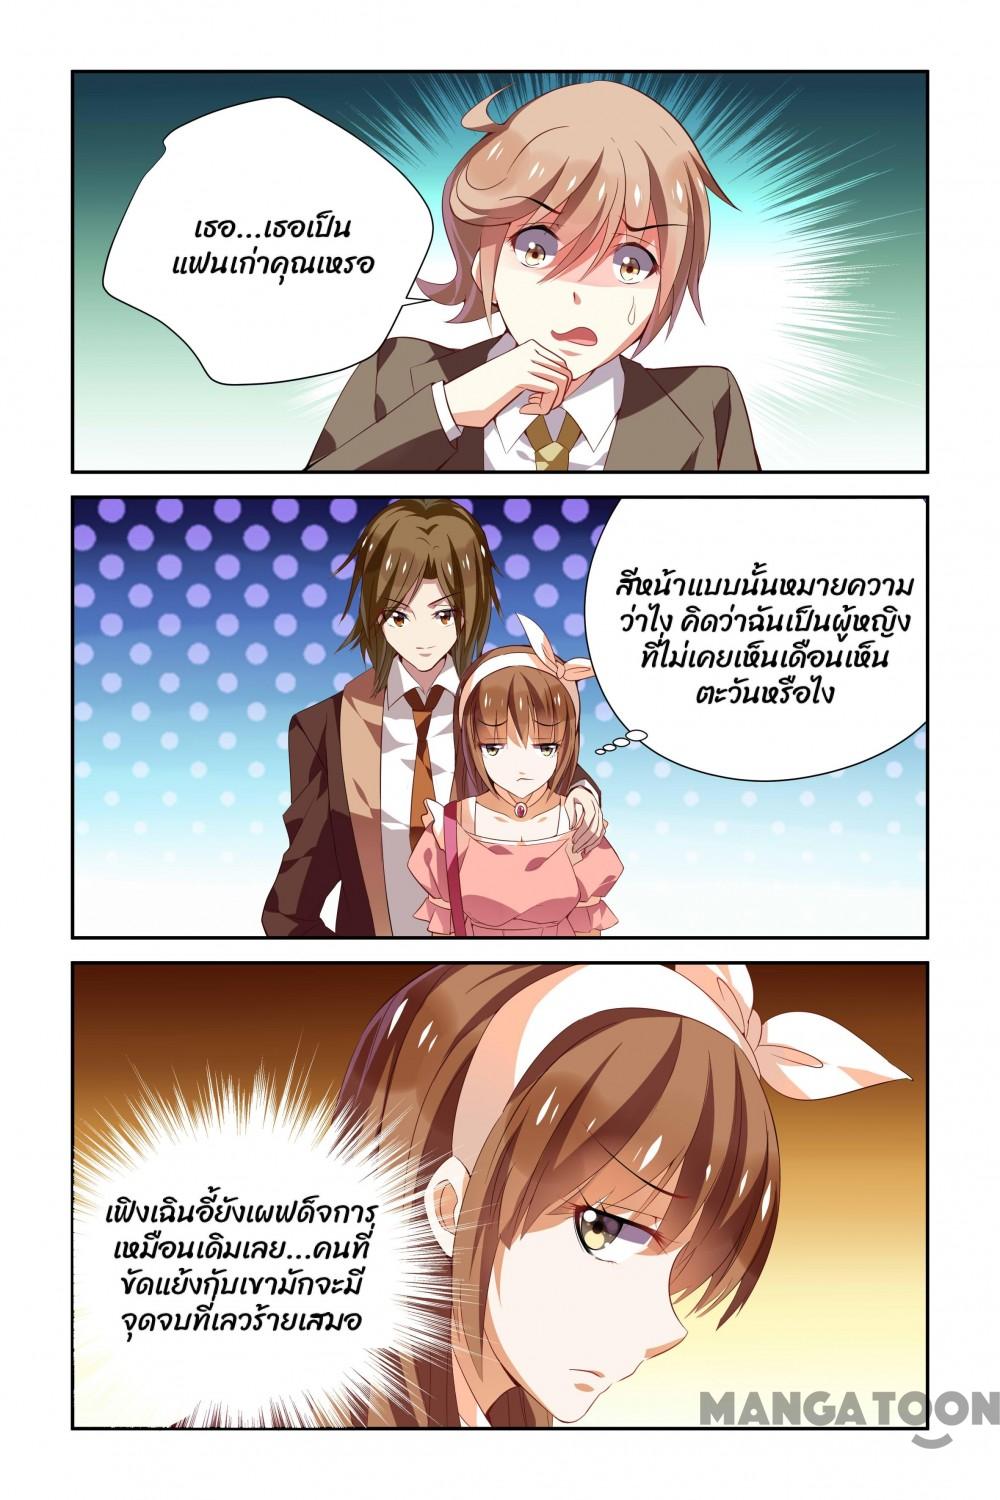 เธอ...เธอเป็น
แฟนเก่าคุณเหรอ
สีหน้าแบบนั้นหมายความ
ว่าไง คิดว่าฉันเป็นผู้หญิง
ที่ไม่เคยเห็นเดือนเห็น
ตะวันหรือไง
เฟิงเฉินอี้ยังเผฟด็จการ
เหมือนเดิมเลย...คนที่
ขัดแย้งกับเขามักจะมี
จุดจบที่เลวร้ายเสมอ
MANGATOON